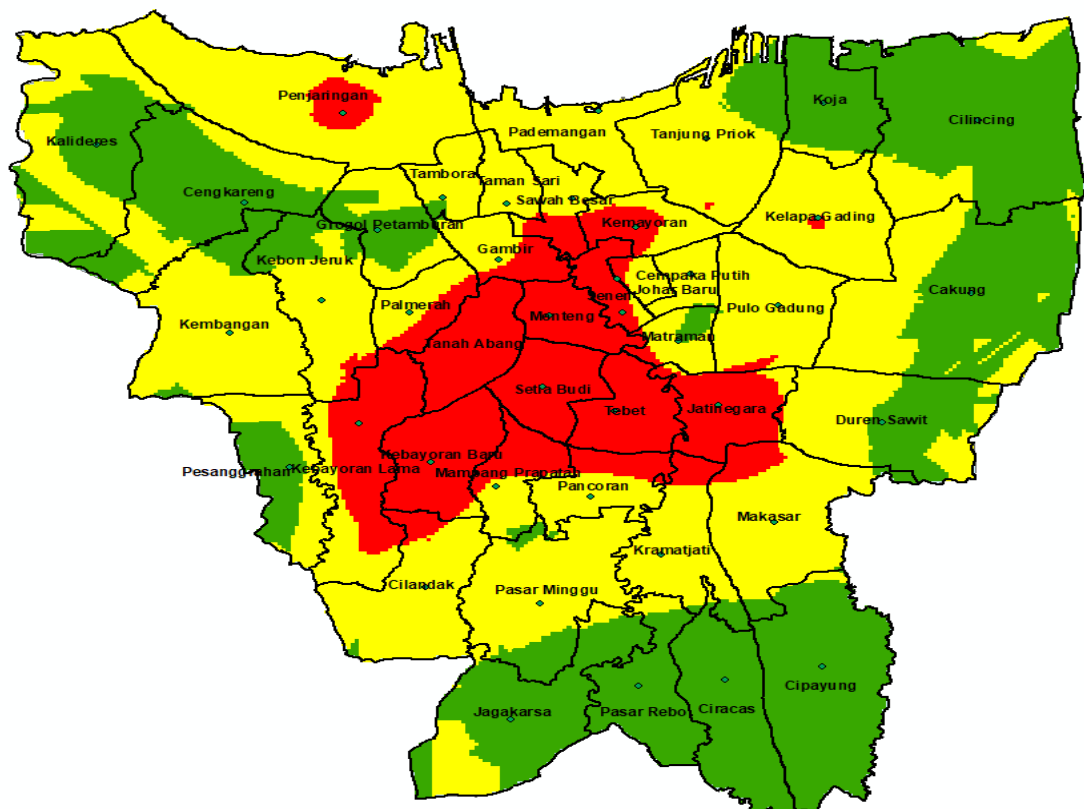 Penjaringan
Koja
Pademangan
Tanjung Priok
Cilincing
Kalideres
Cengkareng
Tambora
Taman Sari
Sawah Besar
Kelapa Gading
Grogol Petamburan
Kemayoran
Gambir
Kebon Jeruk
Cempaka Putih
Johas Baru
Cakung
Senen
Palmerah
Pulo Gadung
Menteng
Kembangan
Matraman
Tanah Abang
Setia Budi
Tebet
Jatinegara
Duren Sawit
Kebayoran Baru
Pesanggrahan
Kebayoran Lama
Mampang Prapatan
Pancoran
Makasar
Kramatjati
Cilandak
Pasar Minggu
Cipayung
Jagakarsa
Pasar Rebo
Ciracas